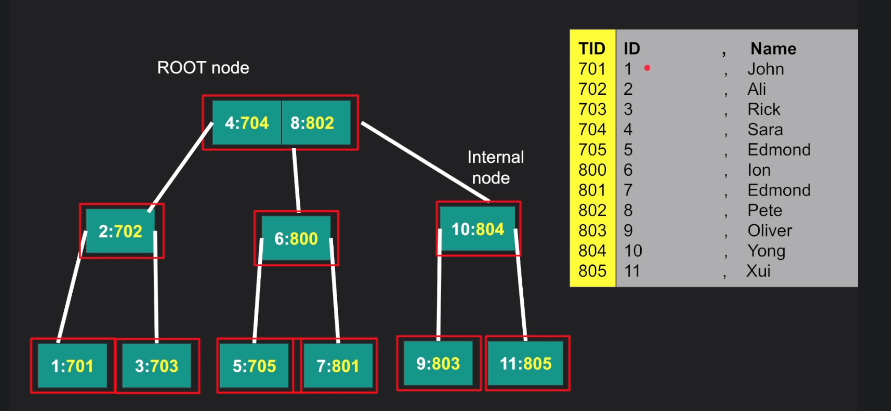 ROOT node
4:704 8:802
Internal
node
2:702
6:800
10:804
1:701
3:703
5:705
7:801
9:803
11:805
TID ID , Name
701 1 , John
702 2 , Ali
703 3 , Rick
704 4 , Sara
705 5 , Edmond
800 6 , Ion
801 7 , Edmond
802 8 , Pete
803 9 , Oliver
804 10 , Yong
805 11 , Xui